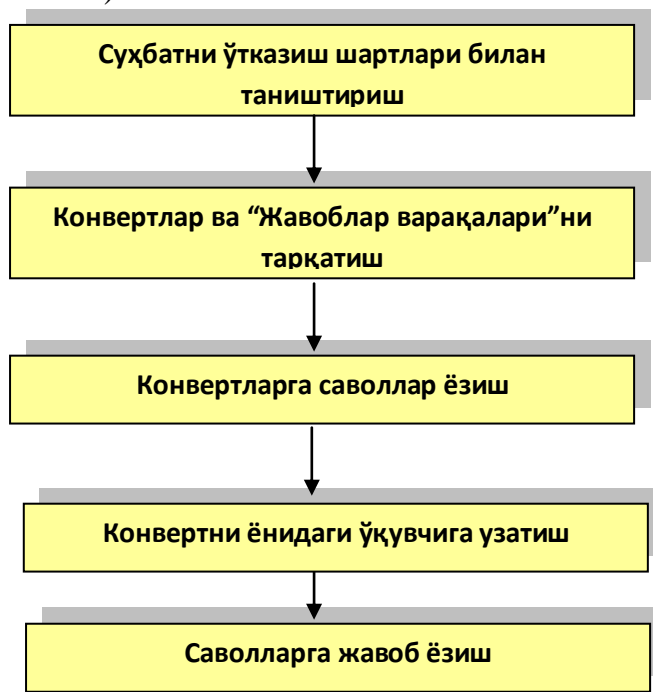 Суҳбатни ўтказиш шартлари билан
таништириш
Конвертлар ва “Жавоблар варақалари”ни
тарқатиш
Конвертларга саволлар ёзиш
Конвертни ёнидаги ўқувчига узатиш
Саволларга жавоб ёзиш